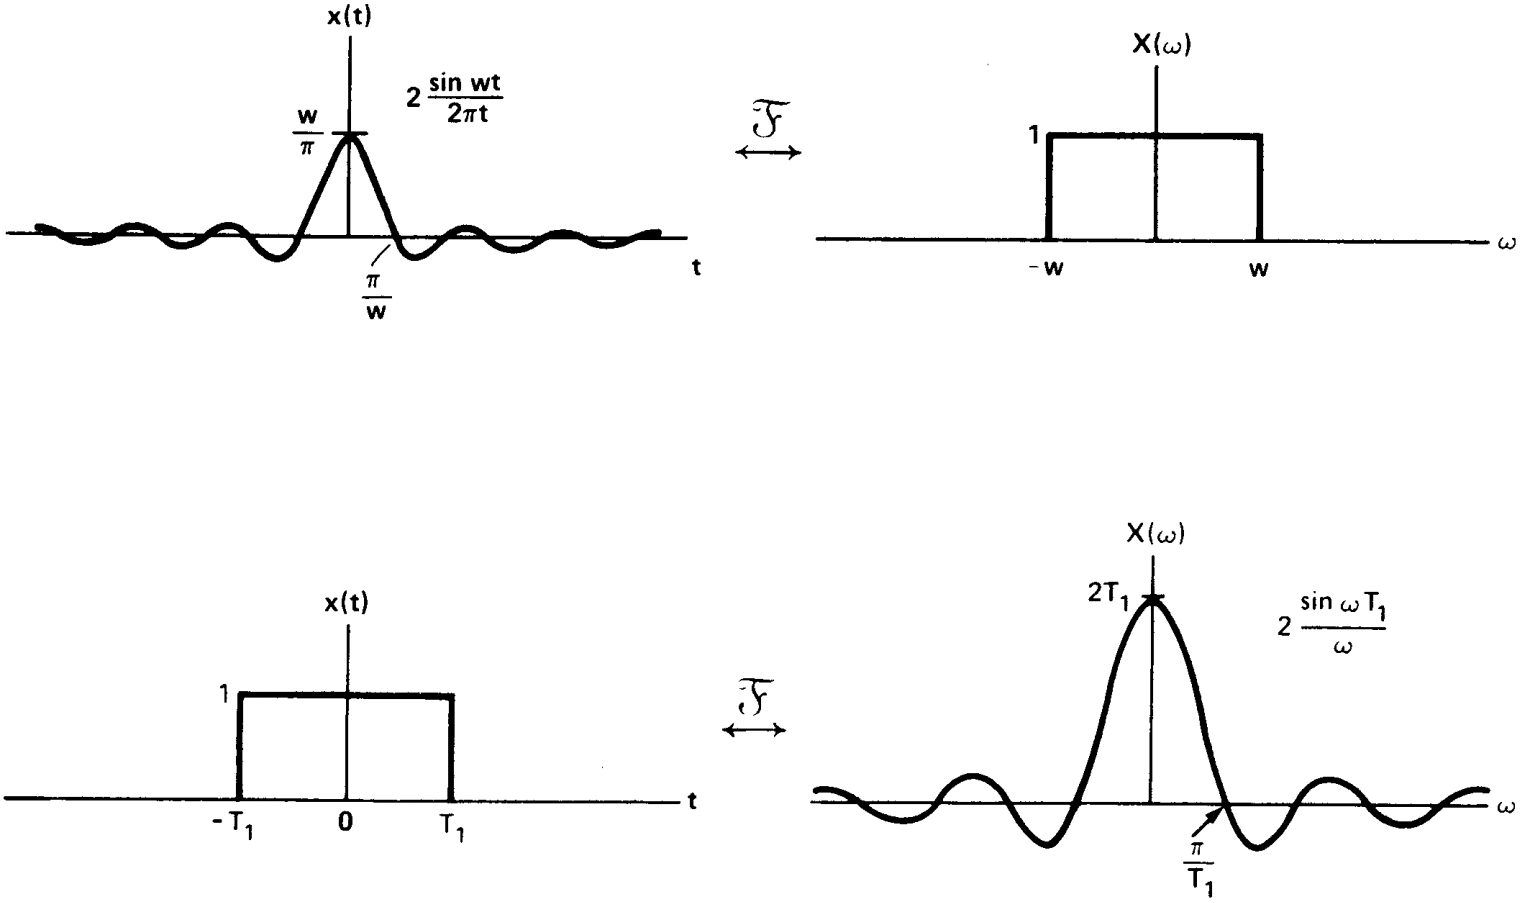 x(t)
w/π
2 sin wt/2πt
π/w
t
ℱ
X(ω)
1
-w
w
ω
x(t)
1
-T₁
0
T₁
t
ℱ
X(ω)
2T₁
2 sin ωT₁/ω
π/T₁
ω